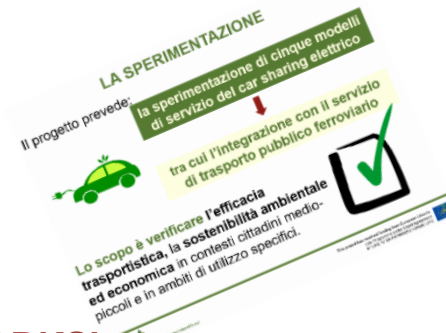 LA SPERIMENTAZIONE
Il progetto prevede: la sperimentazione di cinque modelli
di servizio del car sharing elettrico
tra cui l'integrazione con il servizio
di trasporto pubblico ferroviario
Lo scopo è verificare l'efficacia
trasportistica, la sostenibilità ambientale
ed economica in contesti cittadini medio-
piccoli e in ambiti di utilizzo specifici.